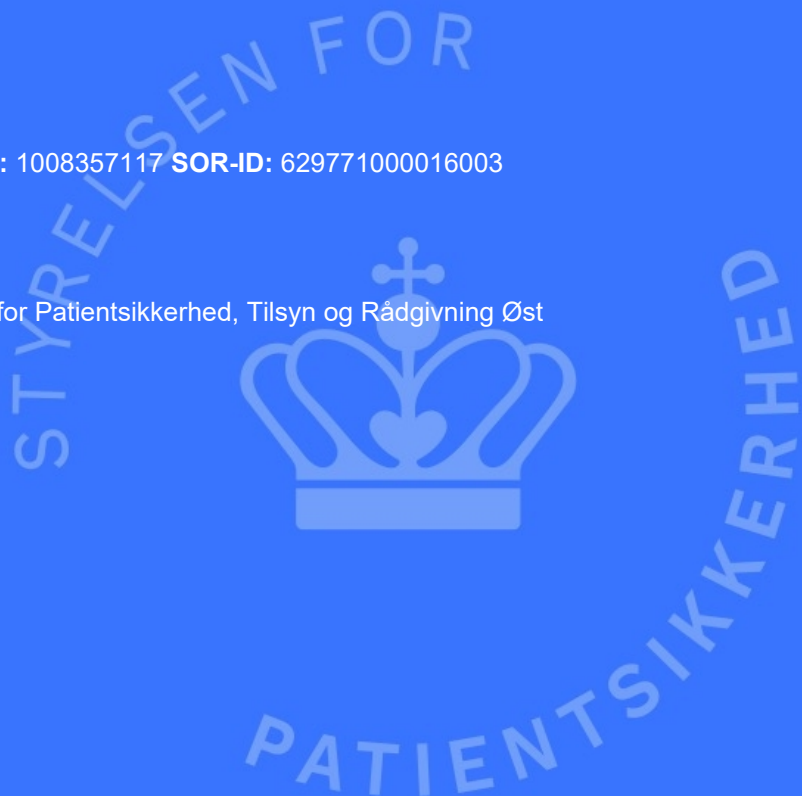 STYRELSEN FOR
: 1008357117 SOR-ID: 629771000016003
for Patientsikkerhed, Tilsyn og Rådgivning Øst
PATIENTSIKKERHED